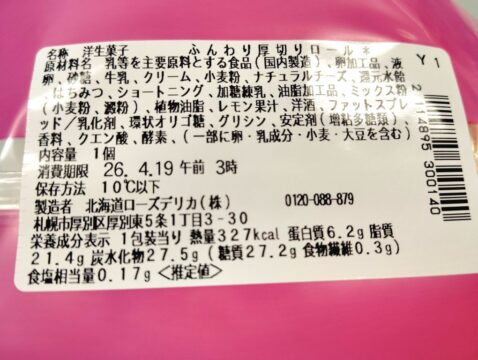 名称 洋生菓子 ふんわり厚切りロール *
原材料名 乳等を主要原料とする食品(国内製造)、卵加工品、液
卵、砂糖、牛乳、クリーム、小麦粉、ナチュラルチーズ、還元水飴
、はちみつ、ショートニング、加糖練乳、油脂加工品、ミックス粉
(小麦粉、澱粉)、植物油脂、レモン果汁、洋酒、ファットスプレ
ッド/乳化剤、環状オリゴ糖、グリシン、安定剤(増粘多糖類)、
香料、クエン酸、酵素、(一部に卵・乳成分・小麦・大豆を含む)
内容量 1個
消費期限 26. 4.19 午前 3時
保存方法 10℃以下
製造者 北海道ローズデリカ(株) 0120-088-879
札幌市厚別区厚別東5条1丁目3-30
栄養成分表示 1包装当り 熱量327kcal 蛋白質6.2g 脂質
21.4g 炭水化物27.5g (糖質27.2g 食物繊維0.3g)
食塩相当量0.17g <推定値>
Y1